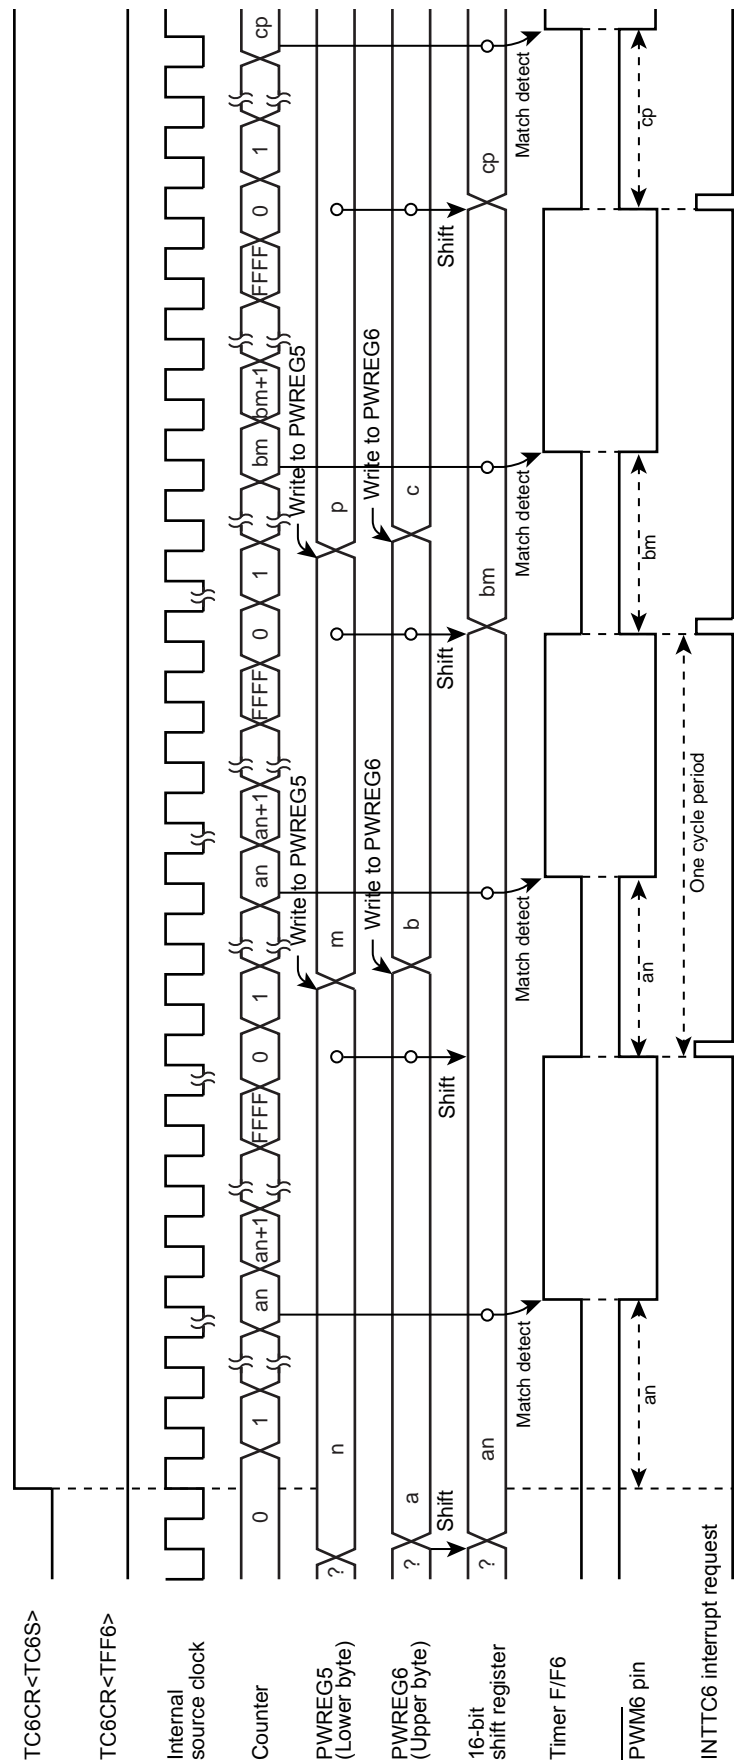 TC6CR<TC6S>
TC6CR<TFF6>
Internal
source clock
Counter
0
1
an
an+1
FFFF
0
1
an
an+1
FFFF
0
1
bm
bm+1
FFFF
0
1
cp
Write to PWREG5
Write to PWREG5
PWREG5
(Lower byte)
?
n
m
p
Write to PWREG6
Write to PWREG6
PWREG6
(Upper byte)
?
a
b
c
Shift
Shift
Shift
Shift
16-bit
shift register
?
an
bm
cp
Match detect
Match detect
Match detect
Match detect
Timer F/F6
PWM6 pin
an
an
bm
cp
One cycle period
INTTC6 interrupt request